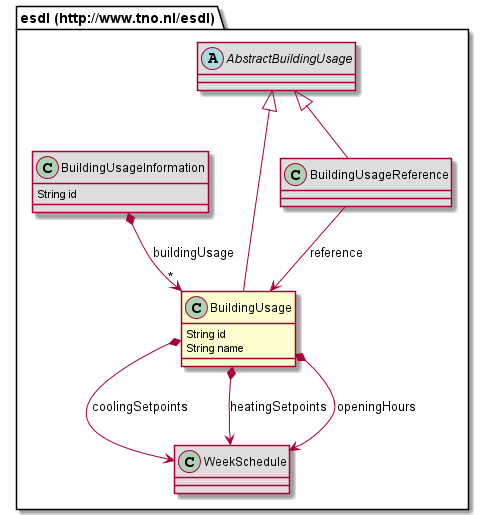 esdl (http://www.tno.nl/esdl)
A AbstractBuildingUsage
C BuildingUsageInformation
String id
C BuildingUsageReference
buildingUsage
reference
*
C BuildingUsage
String id
String name
coolingSetpoints
heatingSetpoints
openingHours
C WeekSchedule